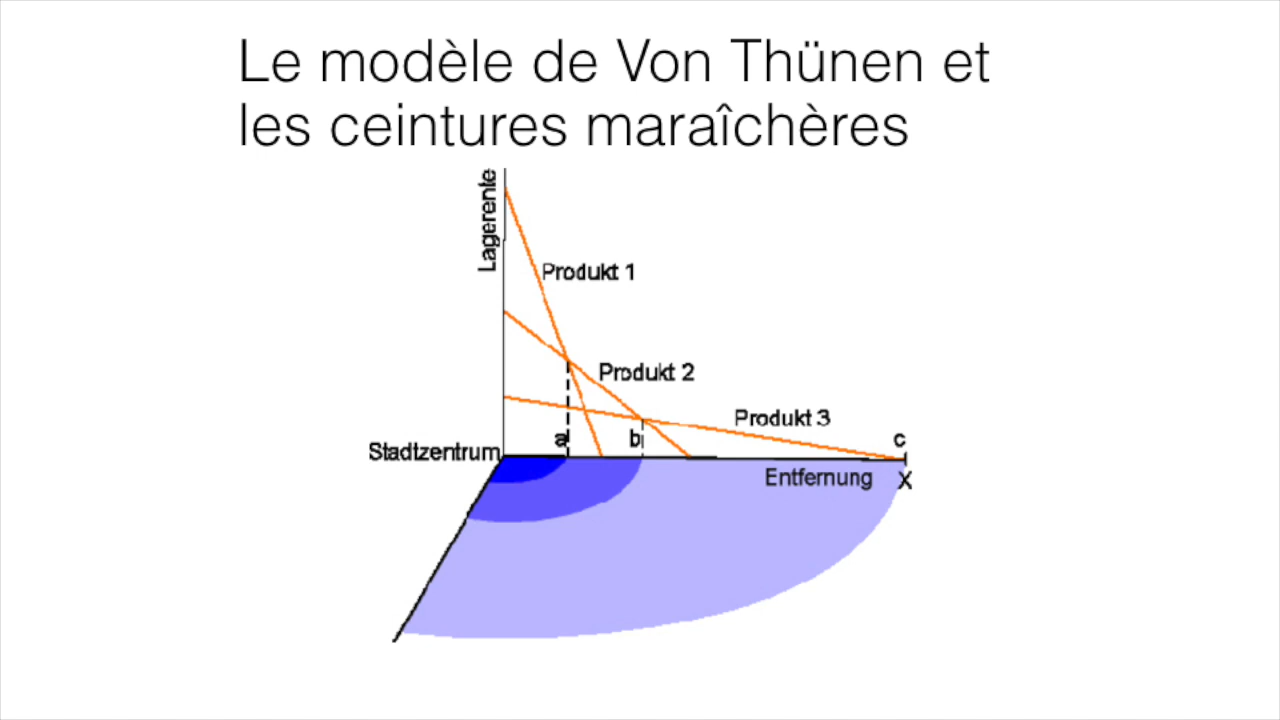 Le modèle de Von Thünen et
les ceintures maraîchères
Lagerente
Produkt 1
Produkt 2
Produkt 3
a
b
c
Stadtzentrum
Entfernung
X